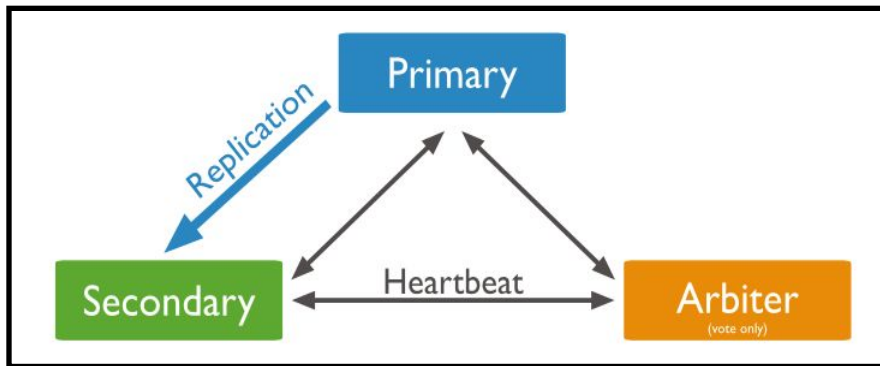 Primary
Replication
Heartbeat
Secondary
Arbiter
(vote only)